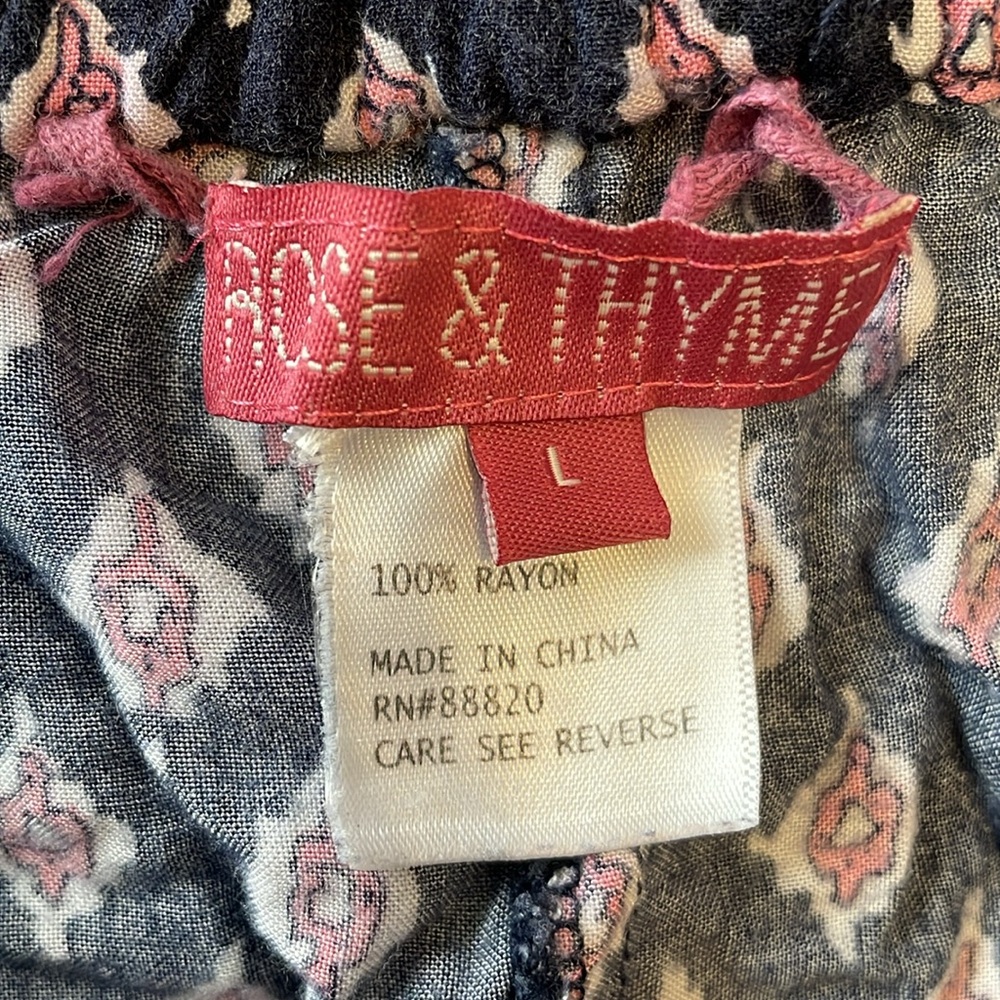 ROSE & THYME
L
100% RAYON
MADE IN CHINA
RN#88820
CARE SEE REVERSE